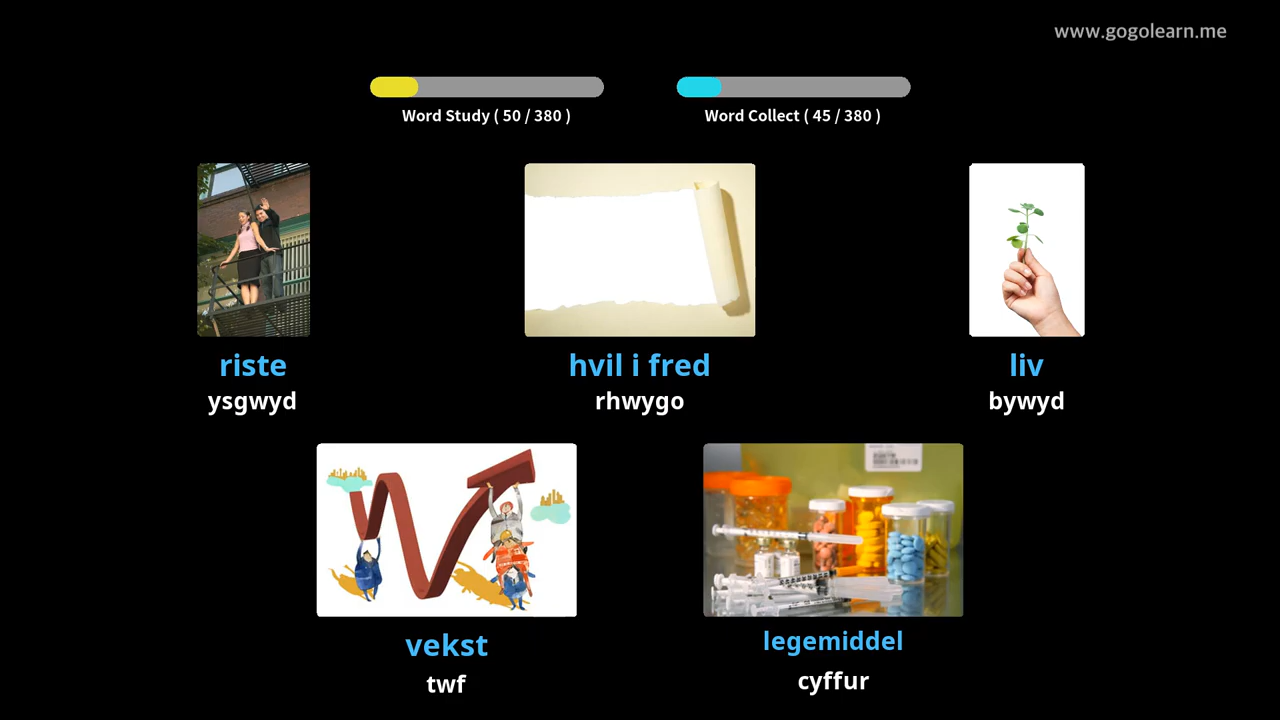 www.gogolearn.me
Word Study ( 50 / 380 )
Word Collect ( 45 / 380 )
riste
ysgwyd
hvil i fred
rhwygo
liv
bywyd
vekst
twf
legemiddel
cyffur